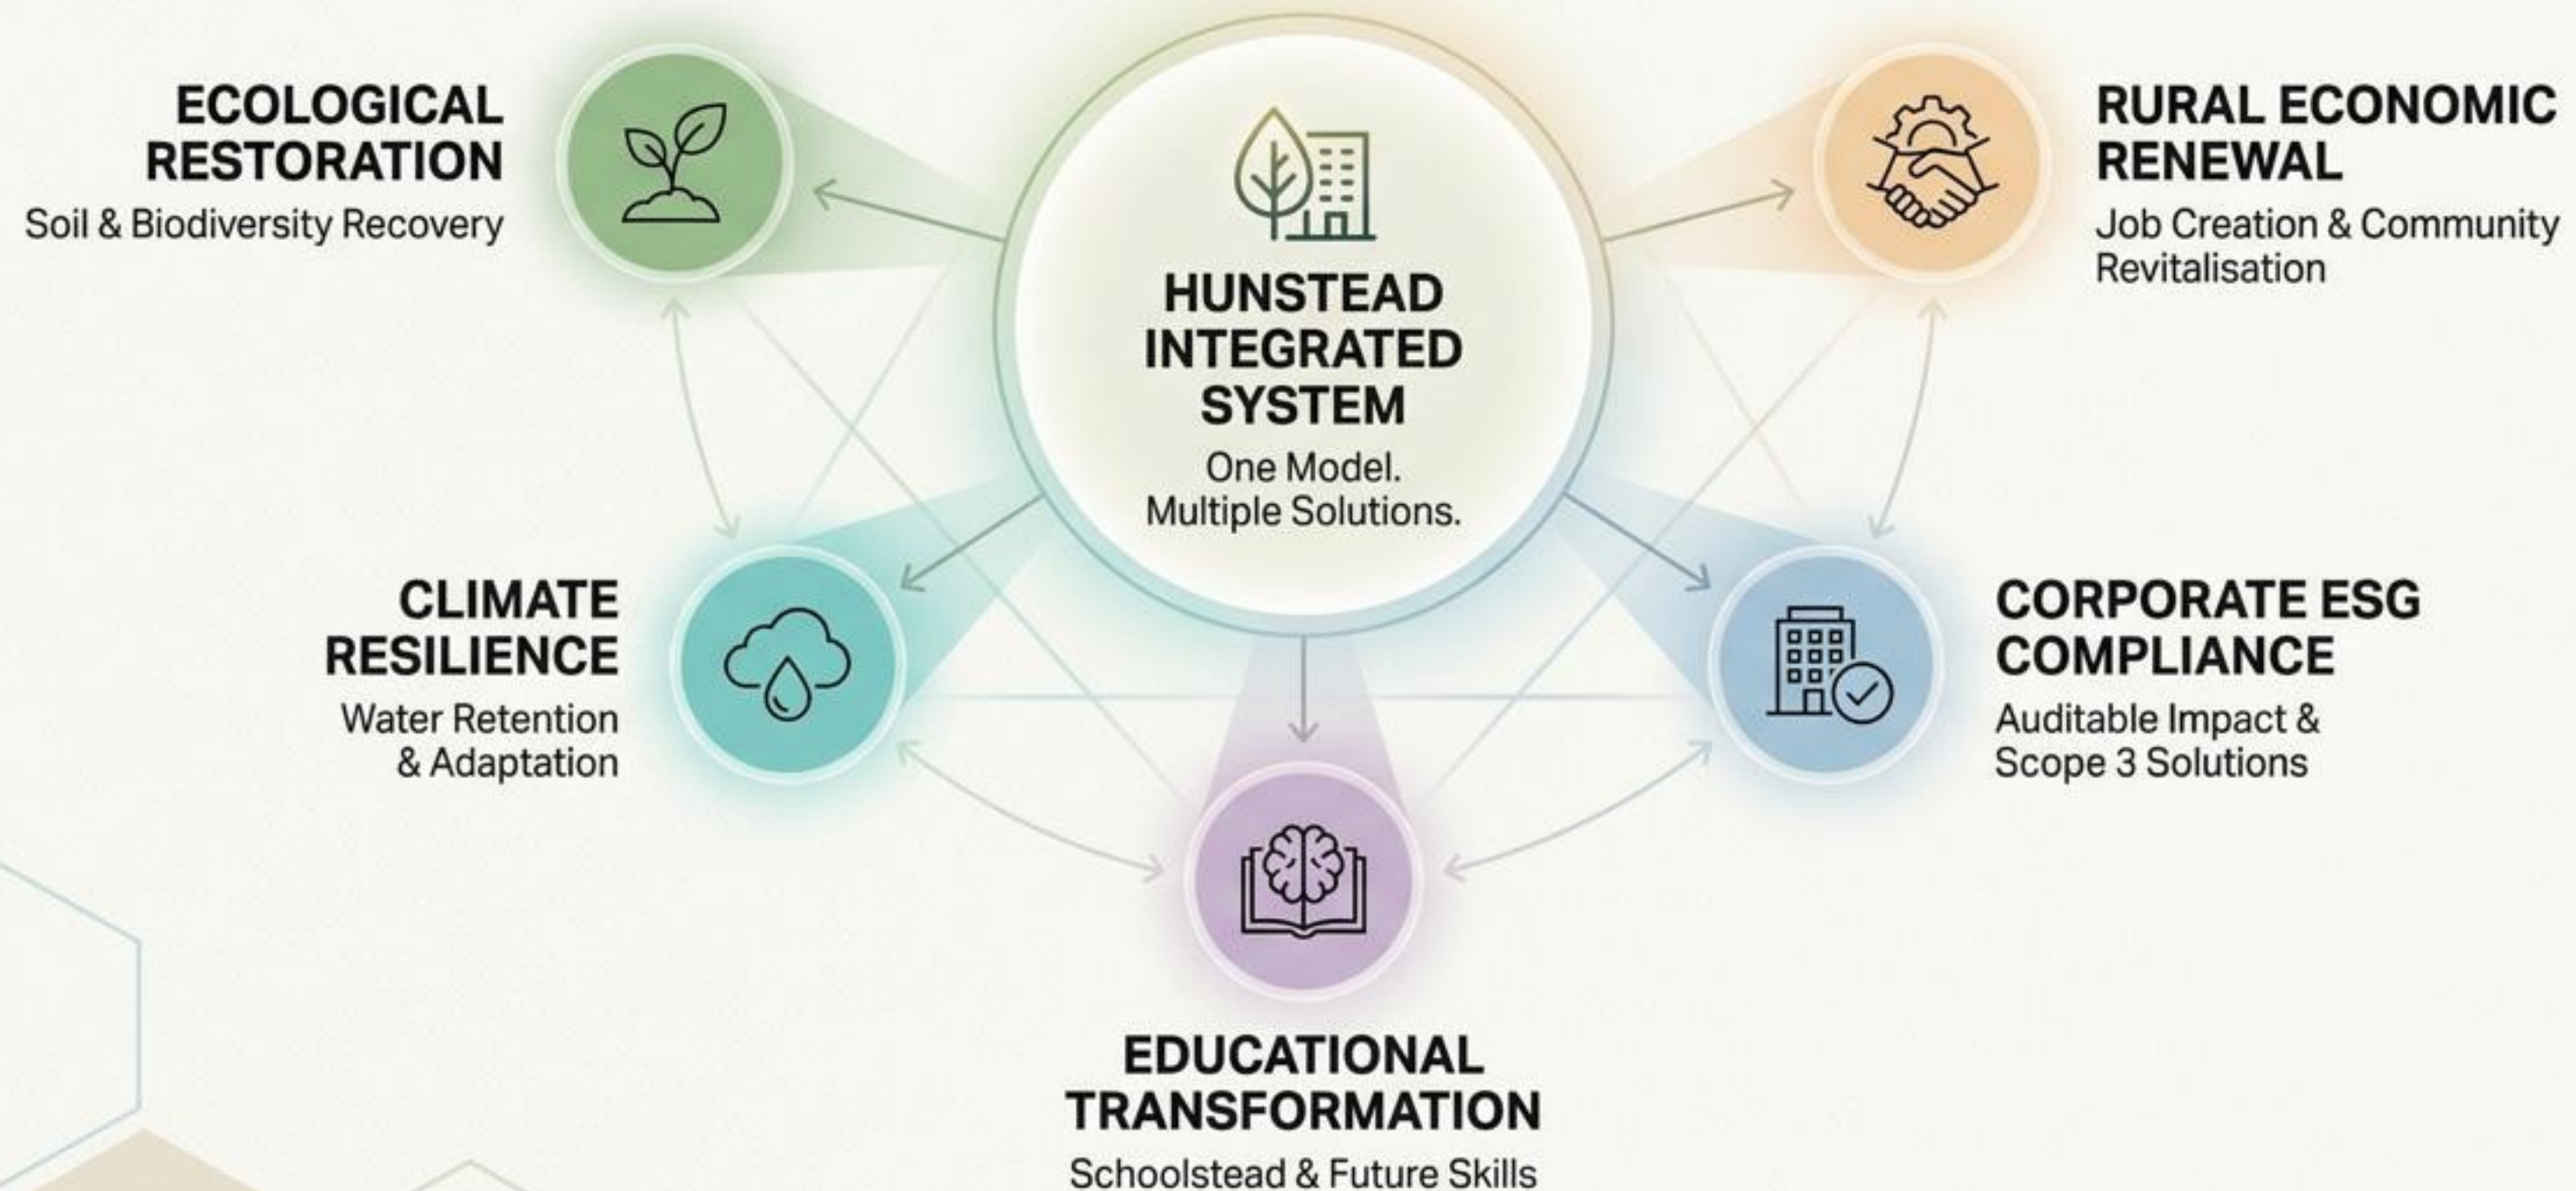 ECOLOGICAL
RESTORATION
Soil & Biodiversity Recovery
HUNSTEAD
INTEGRATED
SYSTEM
One Model.
Multiple Solutions.
RURAL ECONOMIC
RENEWAL
Job Creation & Community
Revitalisation
CLIMATE
RESILIENCE
Water Retention
& Adaptation
CORPORATE ESG
COMPLIANCE
Auditable Impact &
Scope 3 Solutions
EDUCATIONAL
TRANSFORMATION
Schoolstead & Future Skills